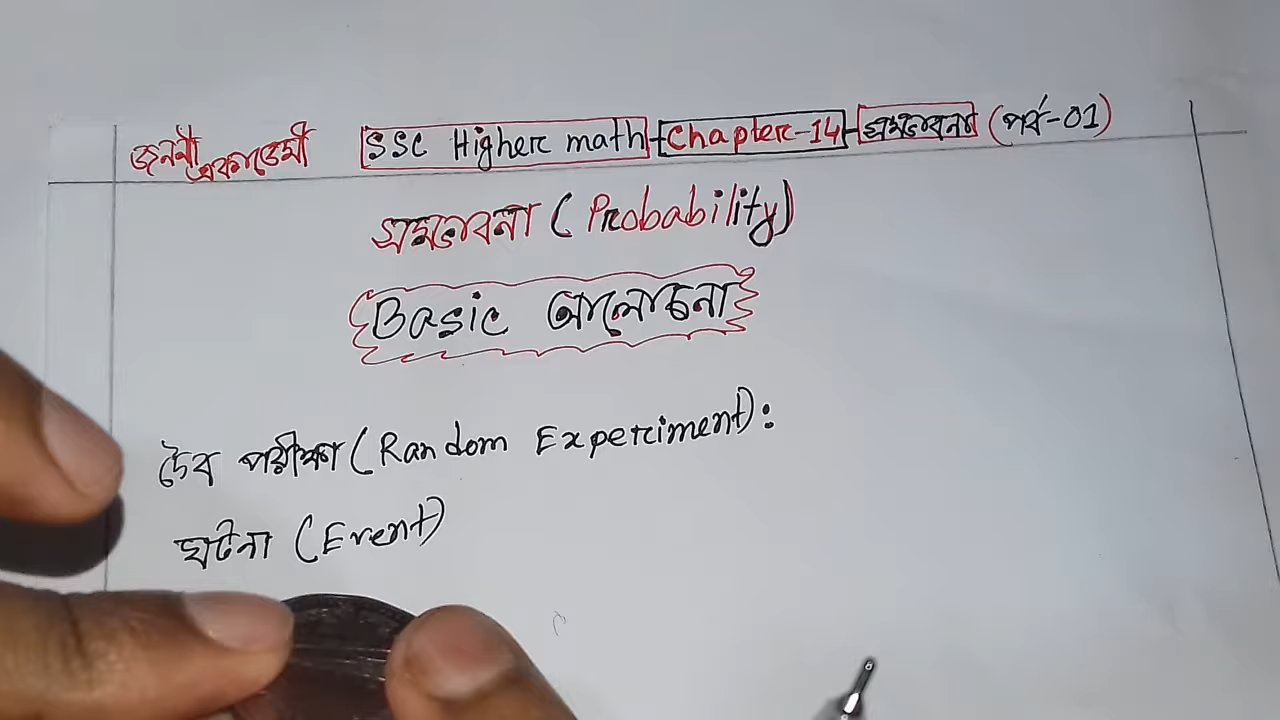 জননী একাডেমী SSC Higher math - Chapter-14 - সম্ভাবনা (পর্ব-01)
সম্ভাবনা (Probability)
Basic আলোচনা
দৈব পরীক্ষা (Random Experiment):
ঘটনা (Event)